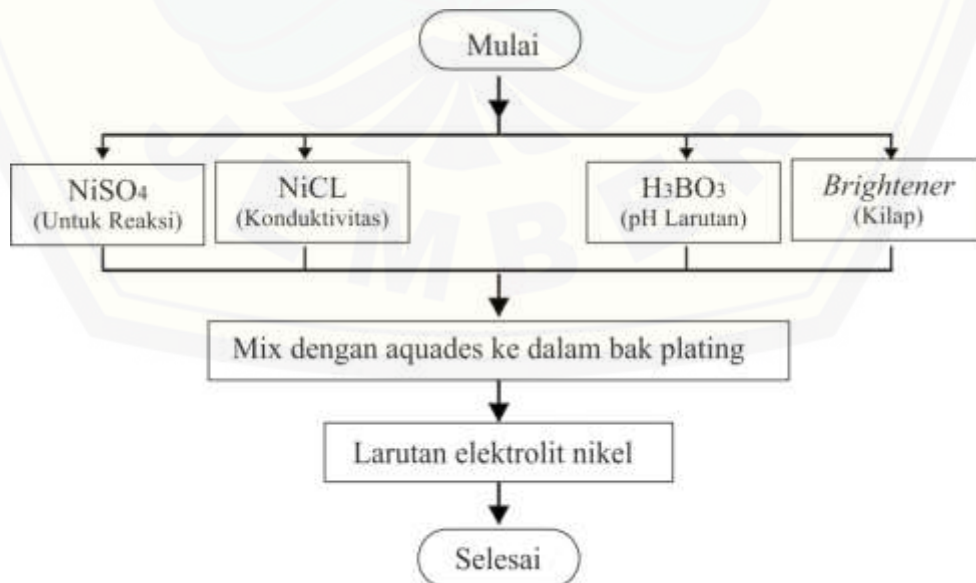 Mulai
NiSO₄
(Untuk Reaksi)
NiCL
(Konduktivitas)
H₃BO₃
(pH Larutan)
Brightener
(Kilap)
Mix dengan aquades ke dalam bak plating
Larutan elektrolit nikel
Selesai